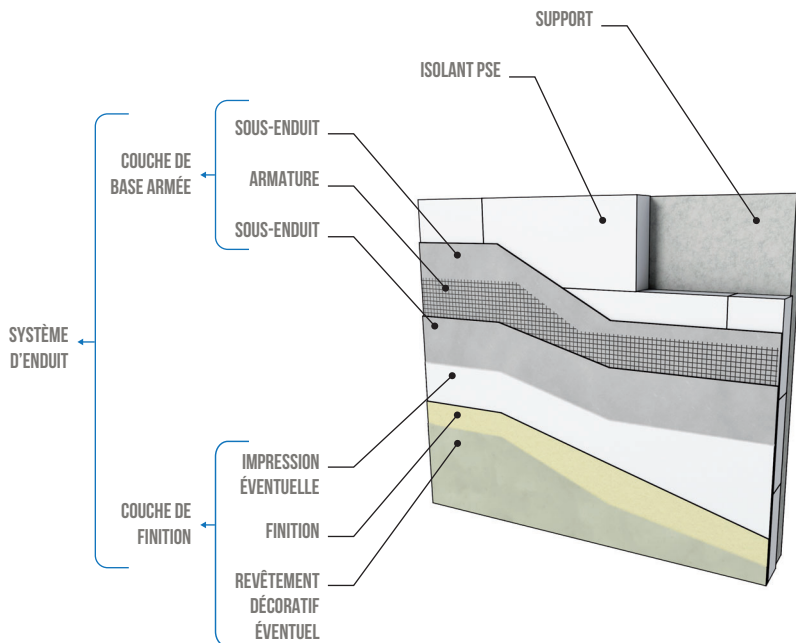 SUPPORT
ISOLANT PSE
SOUS-ENDUIT
COUCHE DE
BASE ARMÉE
ARMATURE
SOUS-ENDUIT
SYSTÈME
D'ENDUIT
IMPRESSION
ÉVENTUELLE
COUCHE DE
FINITION
FINITION
REVÊTEMENT
DÉCORATIF
ÉVENTUEL